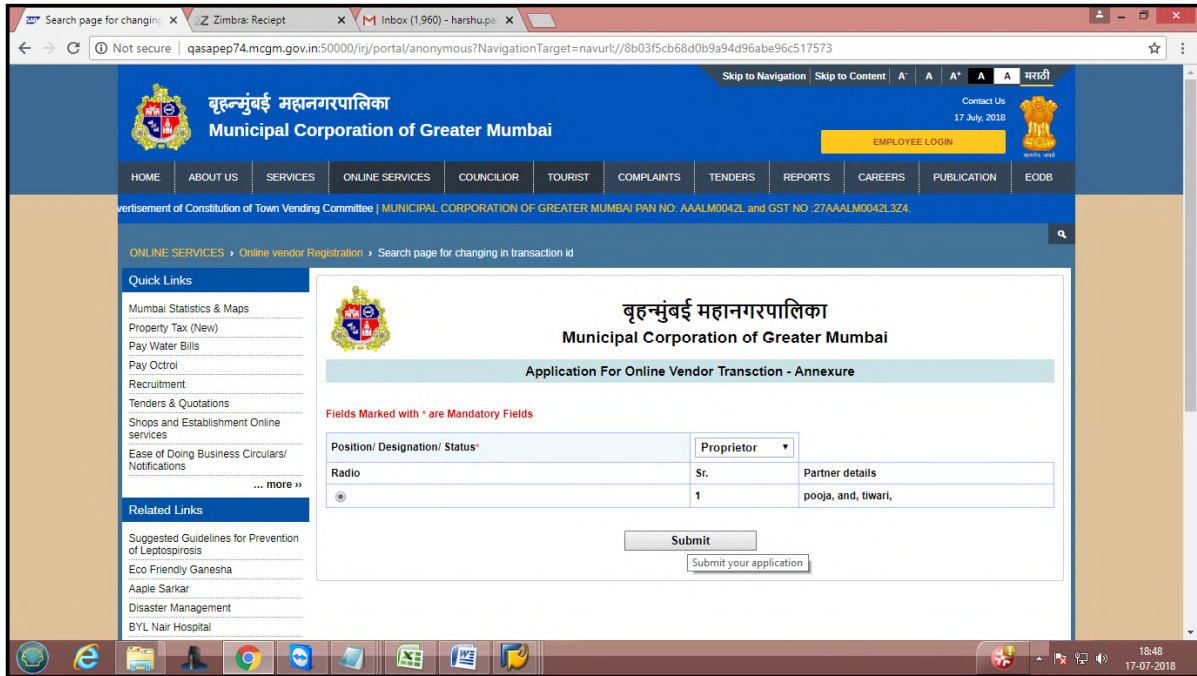 Search page for changing
Zimbra: Reciept
Inbox (1,960) - harshu.pa
Not secure | qasapep74.mcgm.gov.in:50000/irj/portal/anonymous?NavigationTarget=navurl://8b03f5cb68d0b9a94d96abe96c517573
Skip to Navigation Skip to Content A- A A+ A A मराठी
बृहन्मुंबई महानगरपालिका
Municipal Corporation of Greater Mumbai
Contact Us
17 July, 2018
EMPLOYEE LOGIN
सत्यमेव जयते
HOME ABOUT US SERVICES ONLINE SERVICES COUNCILIOR TOURIST COMPLAINTS TENDERS REPORTS CAREERS PUBLICATION EODB
vertisement of Constitution of Town Vending Committee | MUNICIPAL CORPORATION OF GREATER MUMBAI PAN NO: AAALM0042L and GST NO :27AAALM0042L3Z4.
ONLINE SERVICES › Online vendor Registration › Search page for changing in transaction id
Quick Links
Mumbai Statistics & Maps
Property Tax (New)
Pay Water Bills
Pay Octroi
Recruitment
Tenders & Quotations
Shops and Establishment Online
services
Ease of Doing Business Circulars/
Notifications
... more ››
Related Links
Suggested Guidelines for Prevention
of Leptospirosis
Eco Friendly Ganesha
Aaple Sarkar
Disaster Management
BYL Nair Hospital
बृहन्मुंबई महानगरपालिका
Municipal Corporation of Greater Mumbai
Application For Online Vendor Transction - Annexure
Fields Marked with * are Mandatory Fields
Position/ Designation/ Status* Proprietor
Radio Sr. Partner details
1 pooja, and, tiwari,
Submit
Submit your application
18:48
17-07-2018